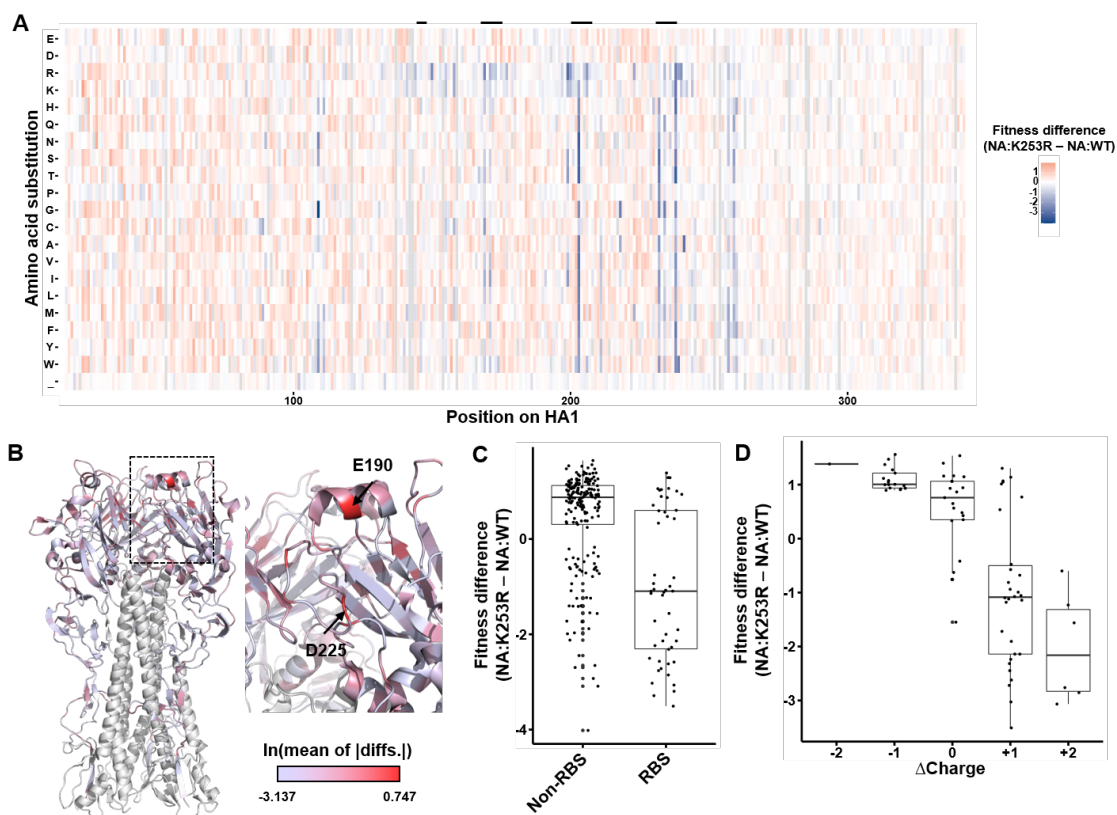 A
Amino acid substitution
E-
D-
R-
K-
H-
Q-
N-
S-
T-
P-
G-
C-
A-
V-
I-
L-
M-
F-
Y-
W-
_-
100
200
300
Position on HA1
Fitness difference
(NA:K253R – NA:WT)
1
0
-1
-2
-3
B
E190
D225
ln(mean of |diffs.|)
-3.137
0.747
C
Fitness difference
(NA:K253R – NA:WT)
0
-2
-4
Non-RBS
RBS
D
Fitness difference
(NA:K253R – NA:WT)
1
0
-1
-2
-3
-2
-1
0
+1
+2
ΔCharge